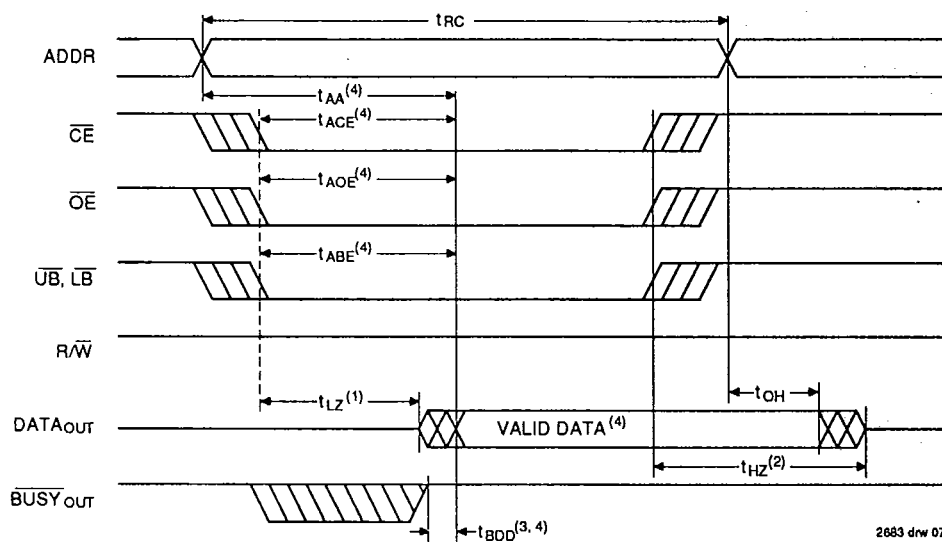 tRC
ADDR
tAA(4)
CE
tACE(4)
OE
tAOE(4)
UB, LB
tABE(4)
R/W
tLZ(1)
tOH
DATAOUT
VALID DATA(4)
tHZ(2)
BUSYOUT
tBDD(3, 4)
2683 drw 07